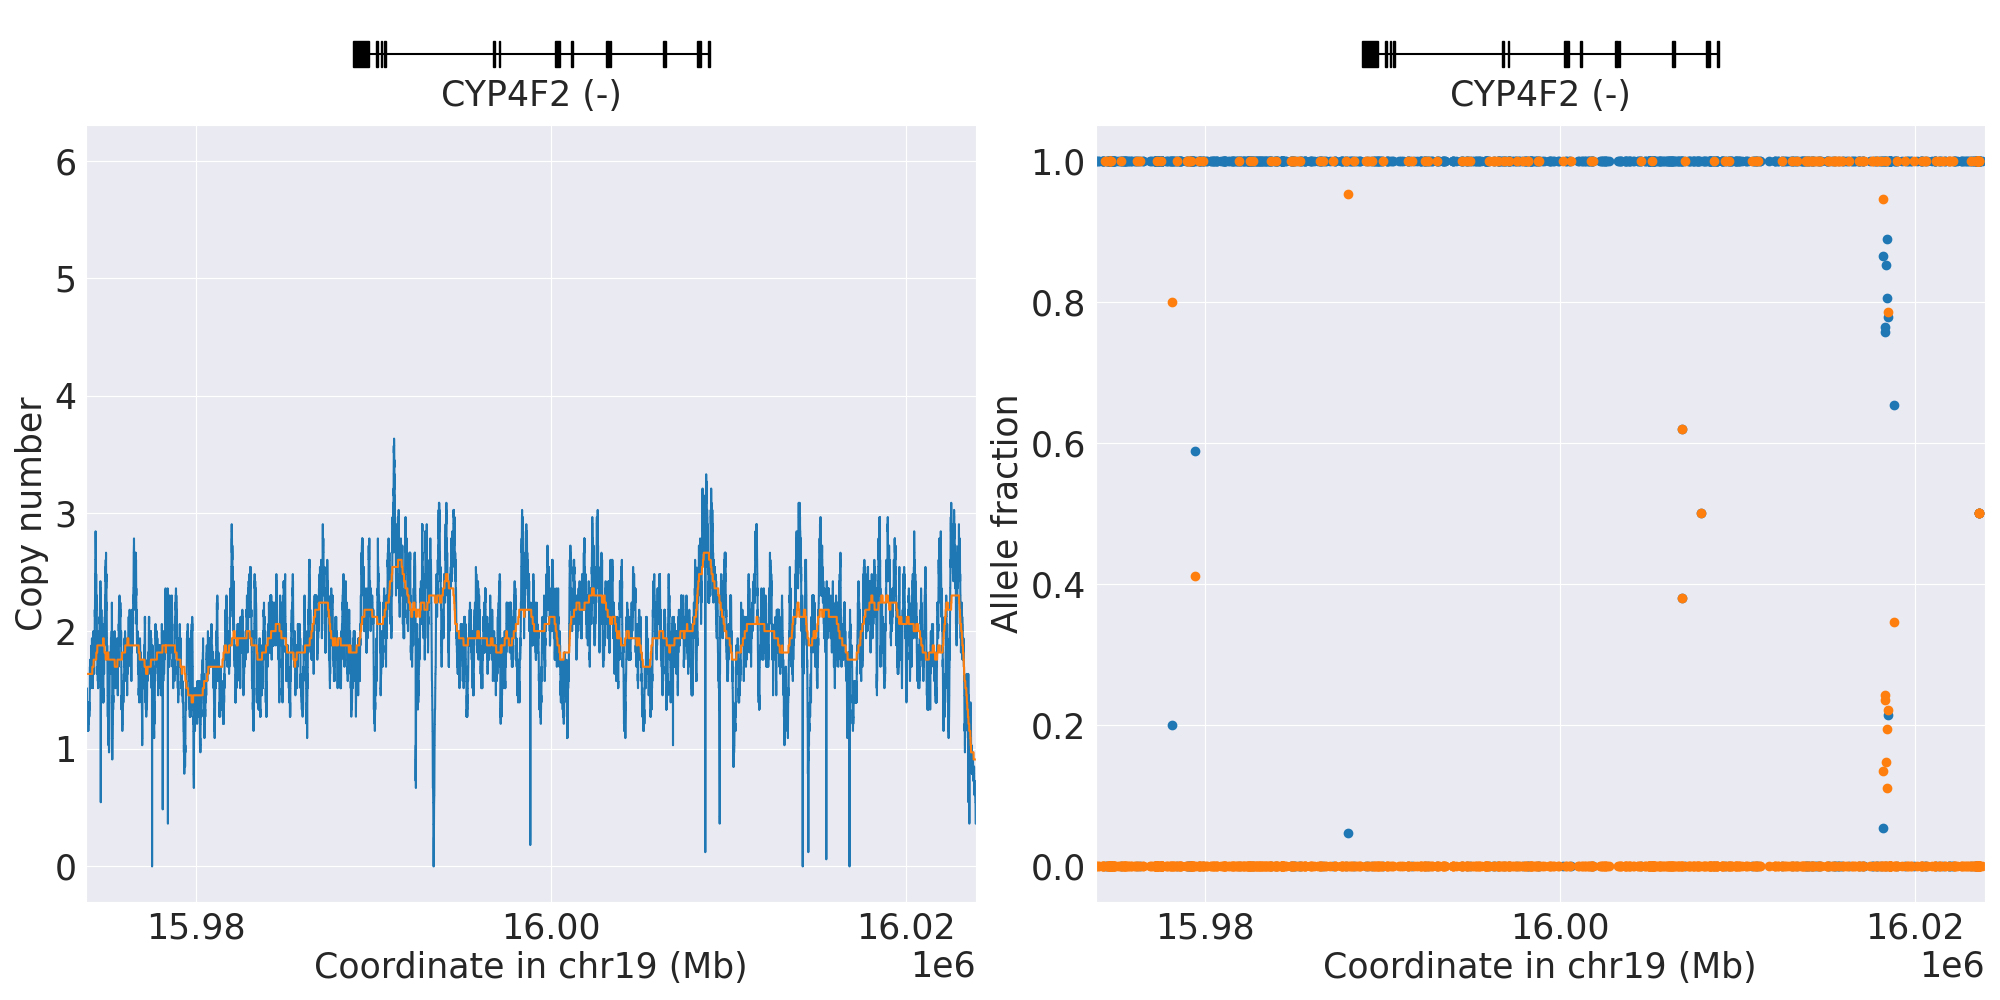 CYP4F2 (-)
CYP4F2 (-)
Copy number
6
5
4
3
2
1
0
15.98
16.00
16.02
Coordinate in chr19 (Mb)
1e6
Allele fraction
1.0
0.8
0.6
0.4
0.2
0.0
15.98
16.00
16.02
Coordinate in chr19 (Mb)
1e6